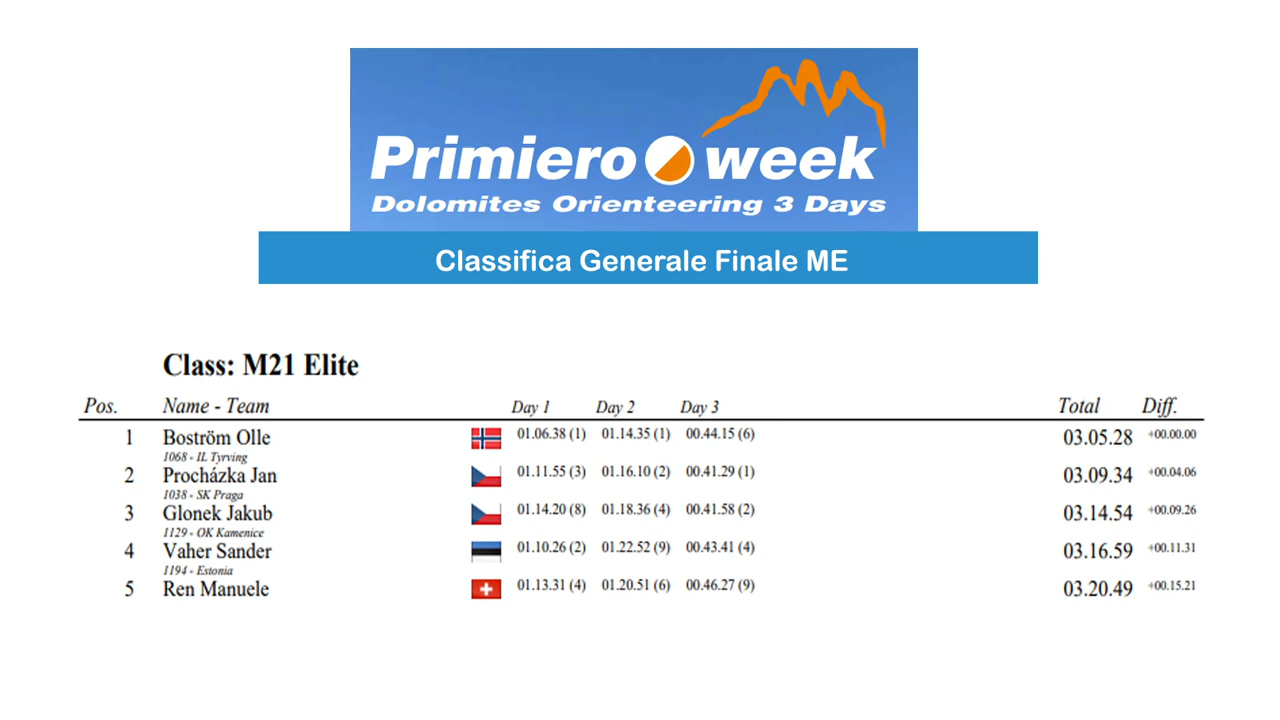 Primiero week
Dolomites Orienteering 3 Days
Classifica Generale Finale ME
Class: M21 Elite
Pos. Name - Team Day 1 Day 2 Day 3 Total Diff.
1 Boström Olle 01.06.38 (1) 01.14.35 (1) 00.44.15 (6) 03.05.28 +00.00.00
1068 - IL Tyrving
2 Procházka Jan 01.11.55 (3) 01.16.10 (2) 00.41.29 (1) 03.09.34 +00.04.06
1038 - SK Praga
3 Glonek Jakub 01.14.20 (8) 01.18.36 (4) 00.41.58 (2) 03.14.54 +00.09.26
1129 - OK Kamenice
4 Vaher Sander 01.10.26 (2) 01.22.52 (9) 00.43.41 (4) 03.16.59 +00.11.31
1194 - Estonia
5 Ren Manuele 01.13.31 (4) 01.20.51 (6) 00.46.27 (9) 03.20.49 +00.15.21